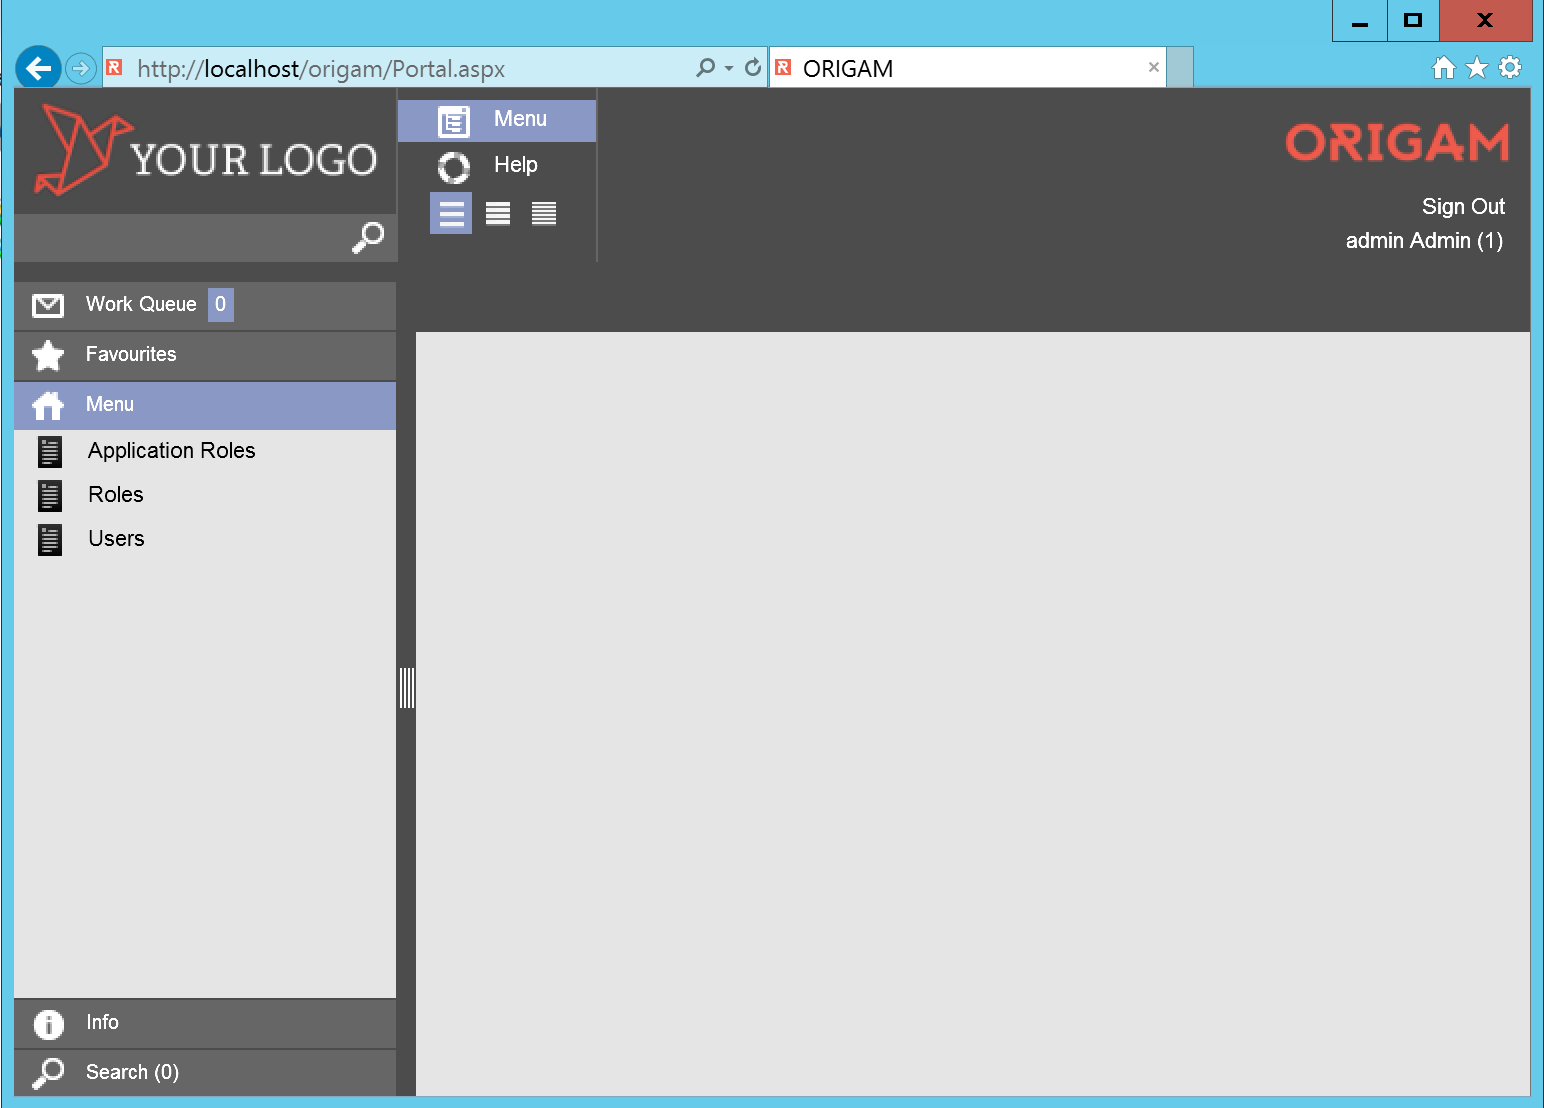 http://localhost/origam/Portal.aspx
ORIGAM
YOUR LOGO
Menu
Help
ORIGAM
Sign Out
admin Admin (1)
Work Queue 0
Favourites
Menu
Application Roles
Roles
Users
Info
Search (0)